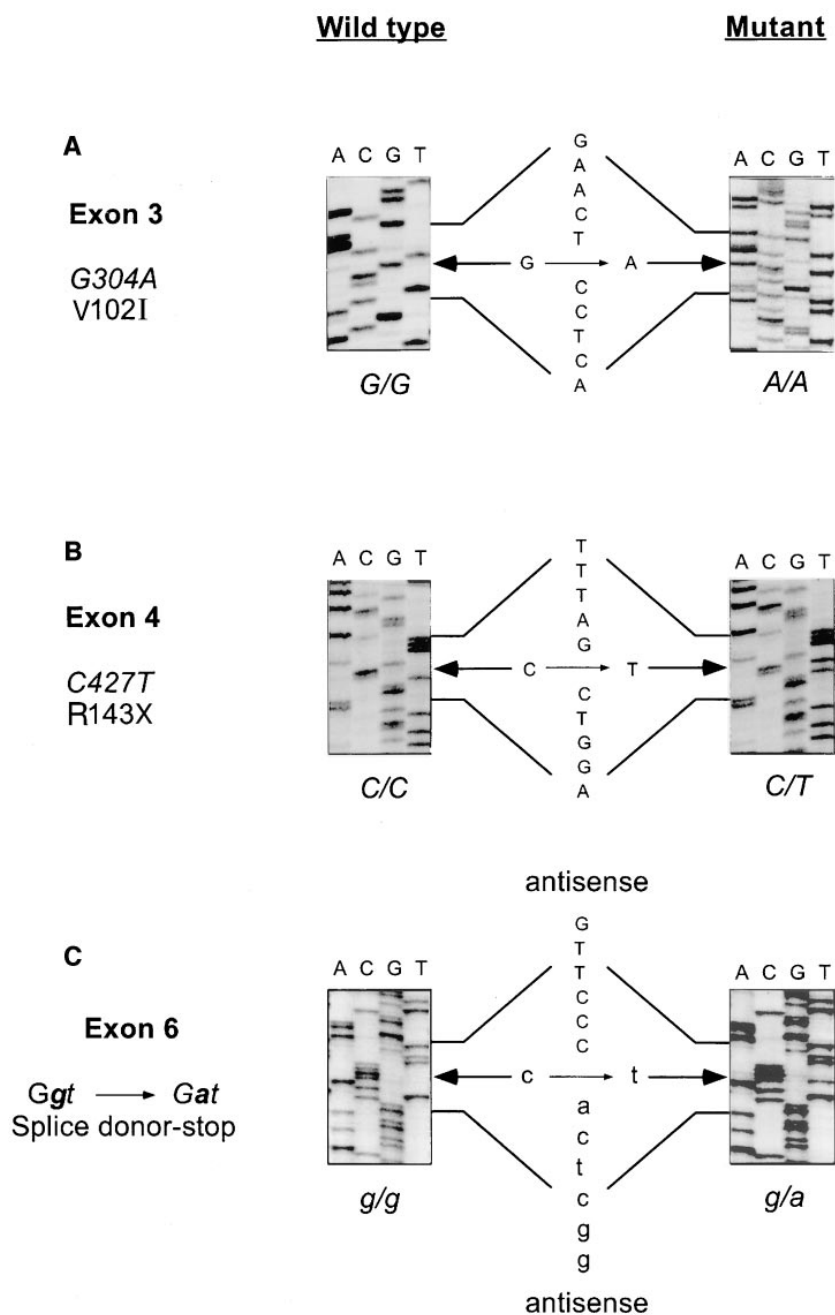 Wild type
Mutant
A
A C G T
G
A
A
C
T
A C G T
Exon 3
G304A
V102I
G
A
C
C
T
C
A
G/G
A/A
B
A C G T
T
T
T
A
G
A C G T
Exon 4
C427T
R143X
C
T
C
T
G
G
A
C/C
C/T
antisense
C
A C G T
G
T
T
C
C
C
A C G T
Exon 6
Ggt
Gat
Splice donor-stop
c
t
a
c
t
c
g
g
g/g
g/a
antisense